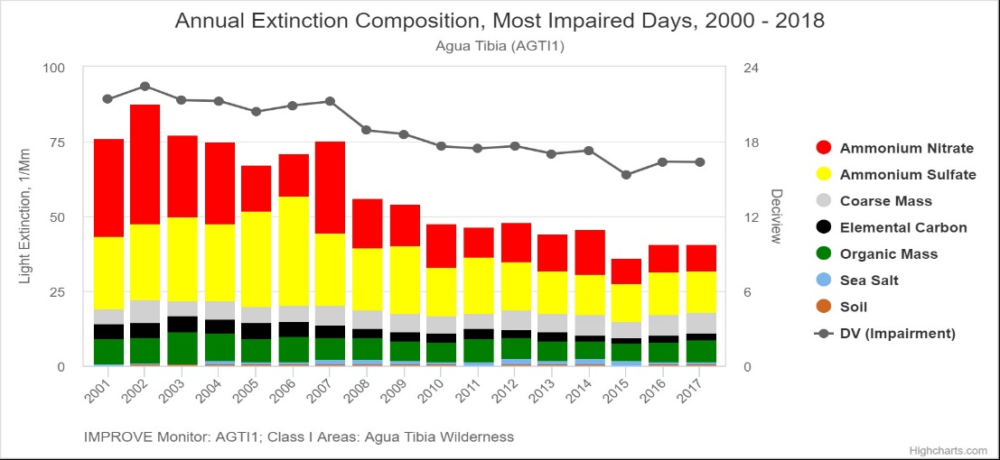 Annual Extinction Composition, Most Impaired Days, 2000 - 2018
Agua Tibia (AGTI1)
100
75
50
25
0
Light Extinction, 1/Mm
24
18
12
6
0
Deciview
2001
2002
2003
2004
2005
2006
2007
2008
2009
2010
2011
2012
2013
2014
2015
2016
2017
Ammonium Nitrate
Ammonium Sulfate
Coarse Mass
Elemental Carbon
Organic Mass
Sea Salt
Soil
DV (Impairment)
IMPROVE Monitor: AGTI1; Class I Areas: Agua Tibia Wilderness
Highcharts.com